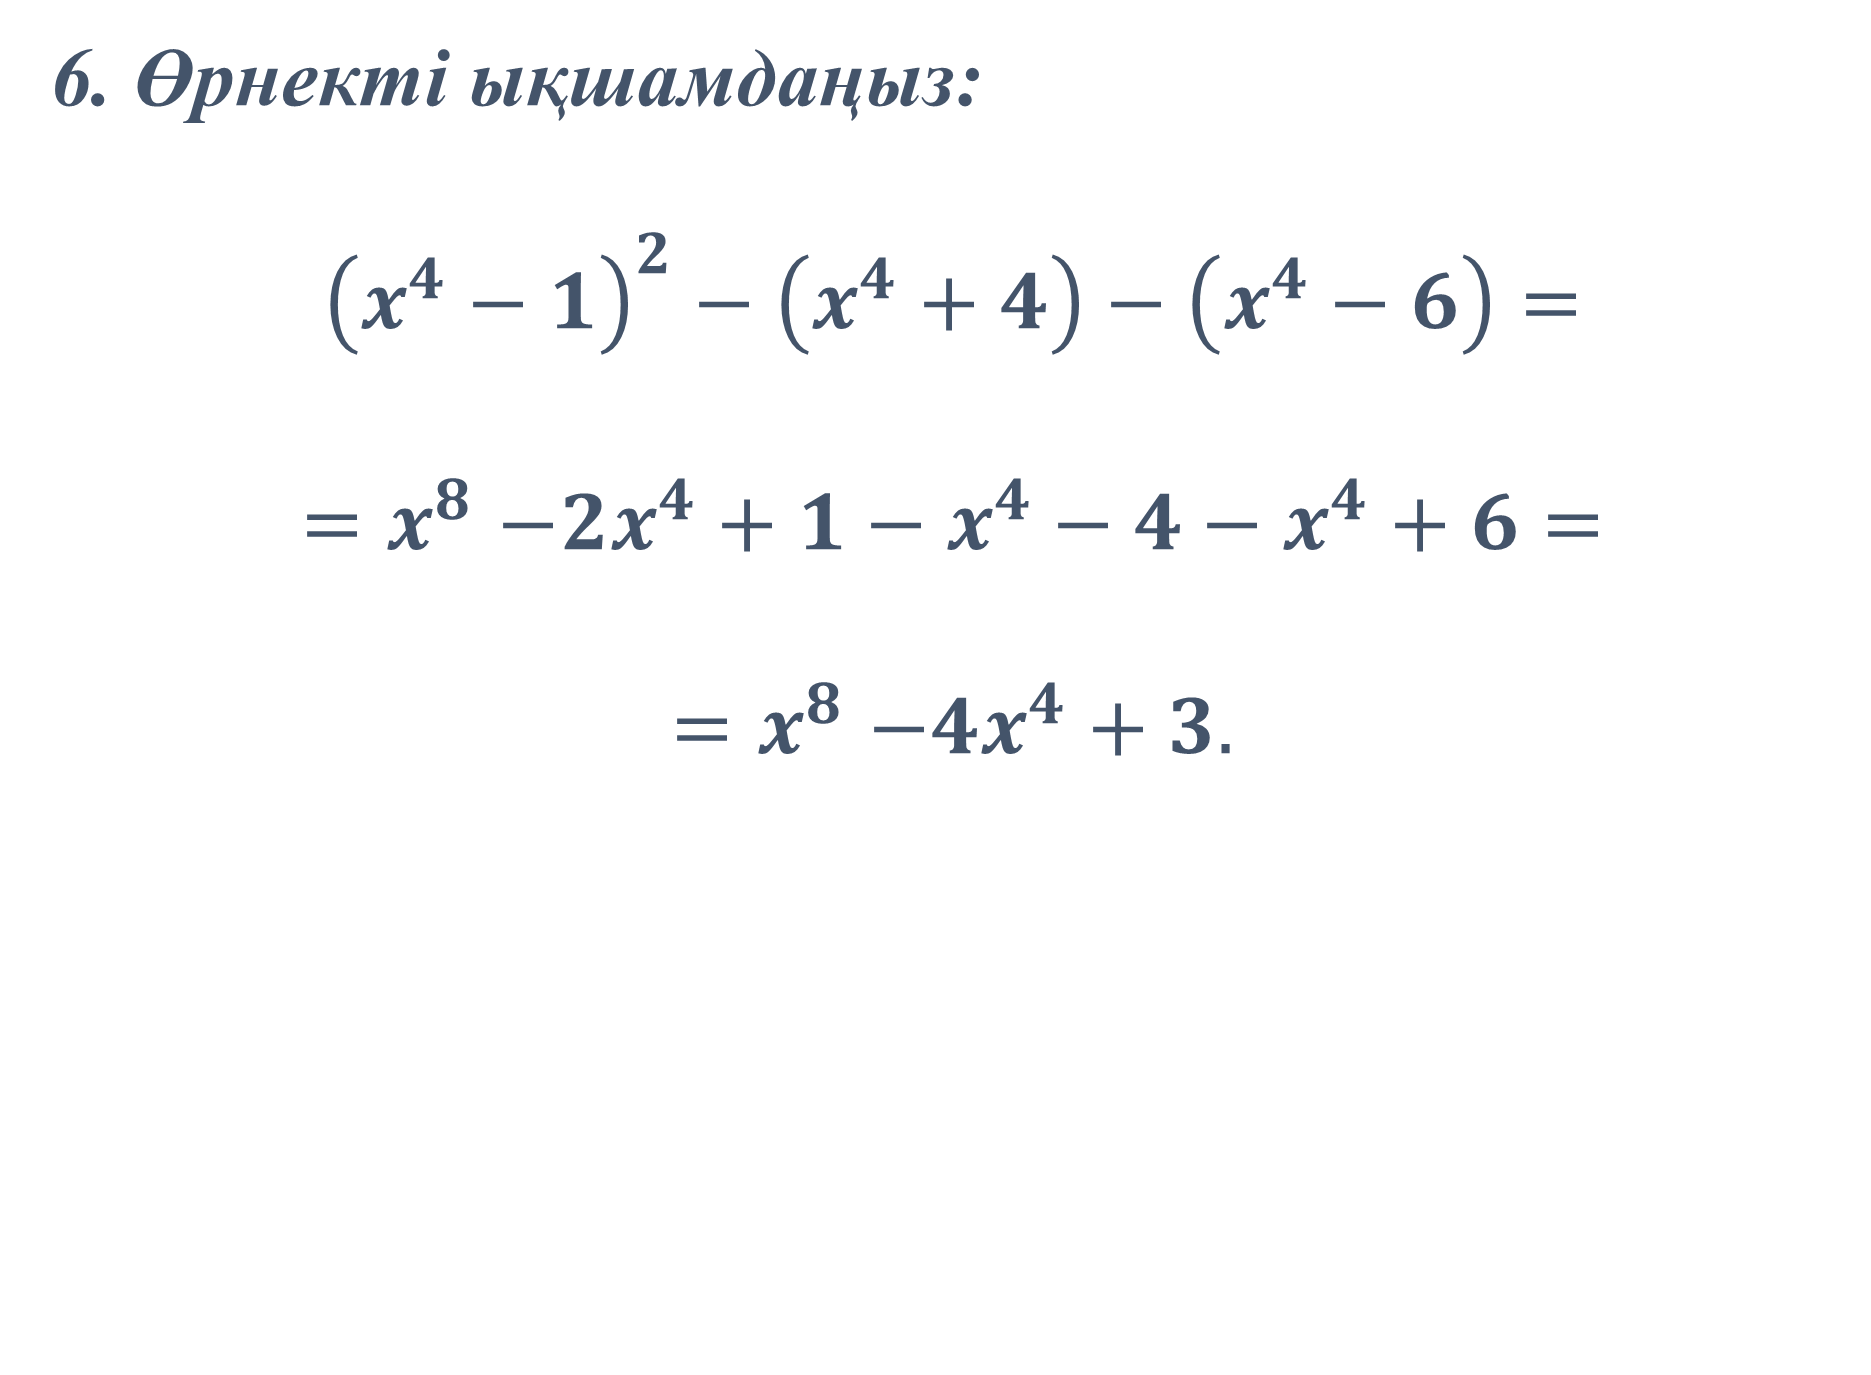 6. Өрнекті ықшамдаңыз:
(x⁴ − 1)² − (x⁴ + 4) − (x⁴ − 6) =
= x⁸ −2x⁴ + 1 − x⁴ − 4 − x⁴ + 6 =
= x⁸ −4x⁴ + 3.